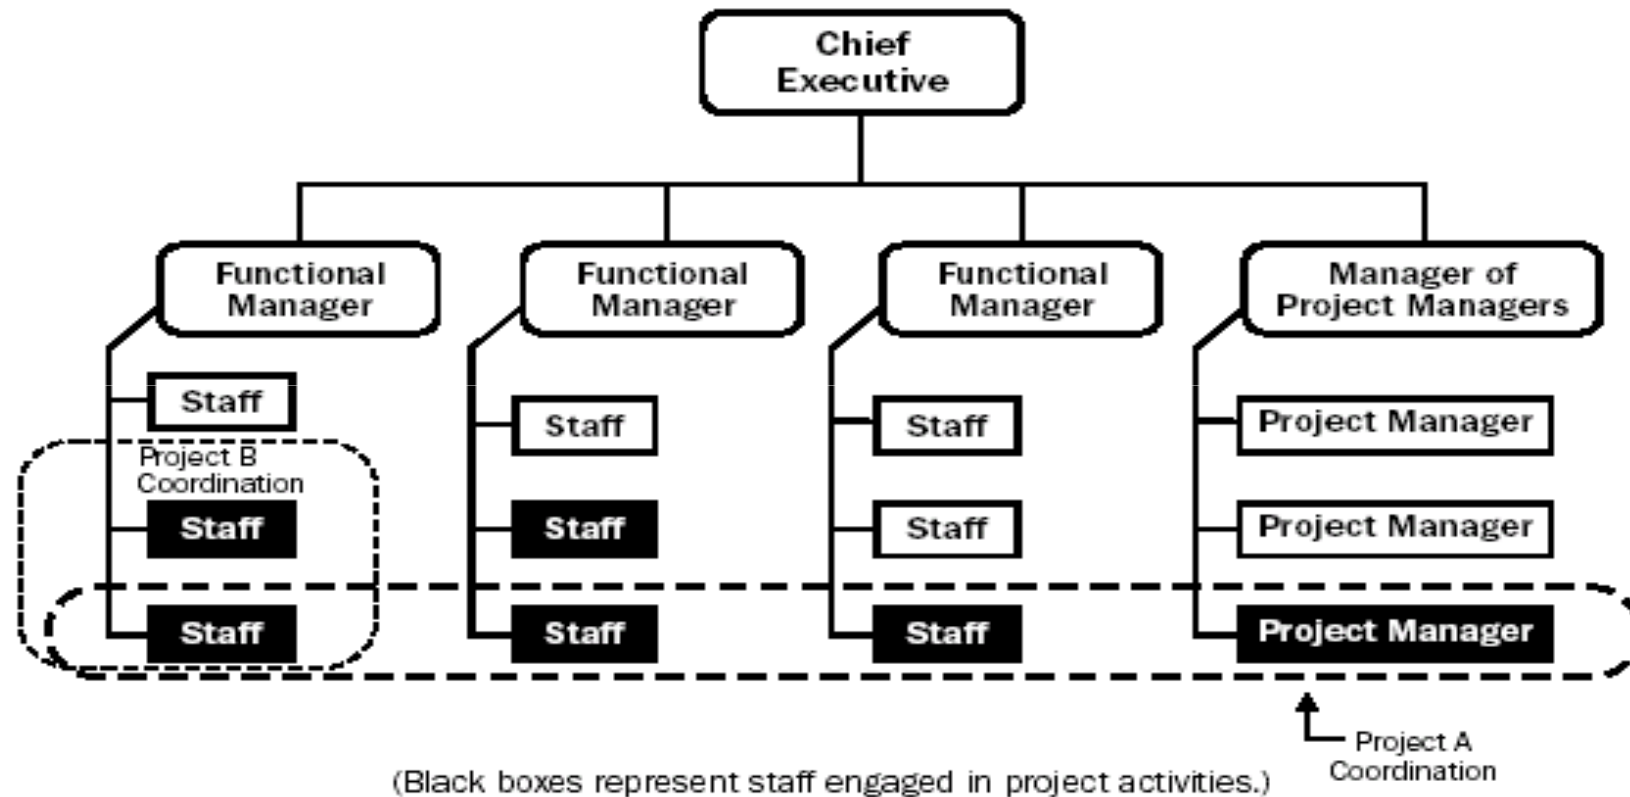 Chief
Executive
Functional
Manager
Functional
Manager
Functional
Manager
Manager of
Project Managers
Staff
Project B
Coordination
Staff
Staff
Staff
Staff
Staff
Staff
Staff
Staff
Project Manager
Project Manager
Project Manager
Project A
Coordination
(Black boxes represent staff engaged in project activities.)